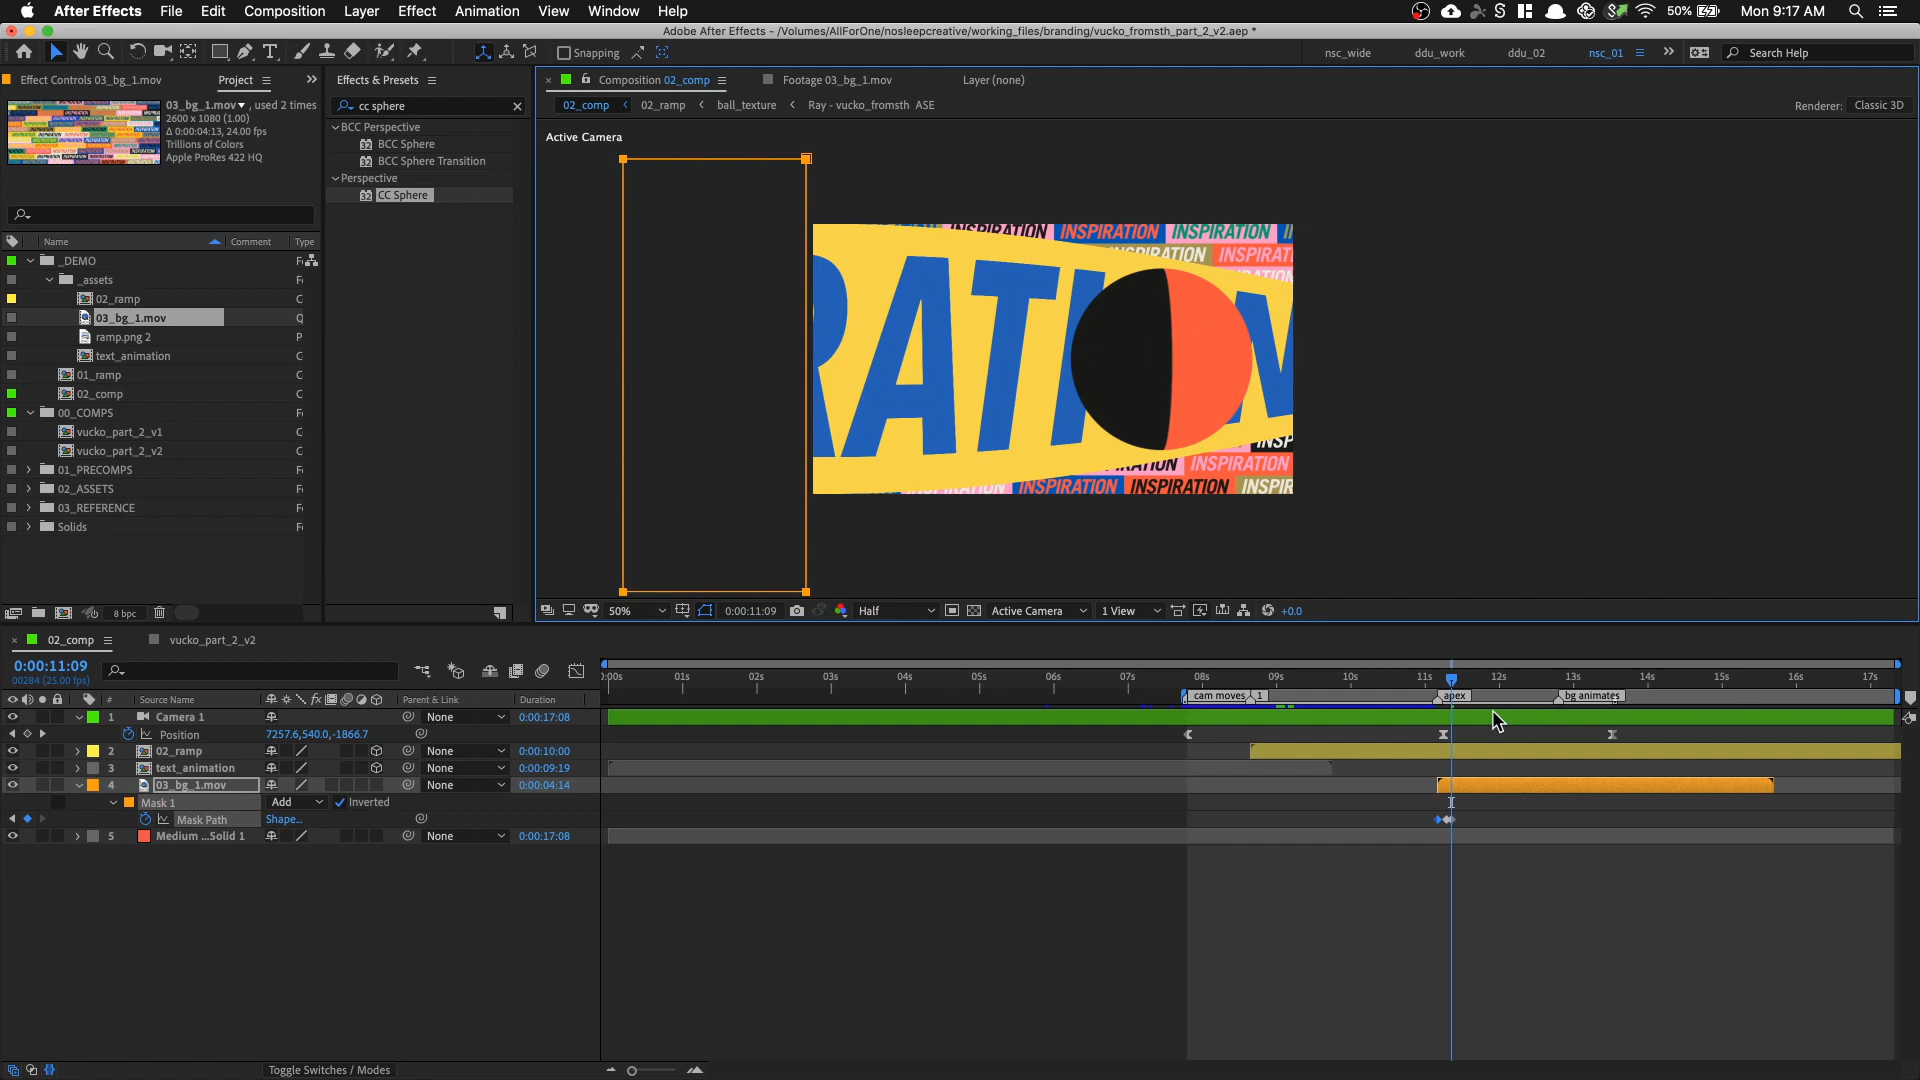 After Effects File Edit Composition Layer Effect Animation View Window Help 50% Mon 9:17 AM
Adobe After Effects - /Volumes/AllForOne/nosleepcreative/working_files/branding/vucko_fromsth_part_2_v2.aep *
Snapping nsc_wide ddu_work ddu_02 nsc_01 Search Help
Effect Controls 03_bg_1.mov Project Effects & Presets Composition 02_comp Footage 03_bg_1.mov Layer (none)
03_bg_1.mov, used 2 times
2600 x 1080 (1.00)
Δ 0:00:04:13, 24.00 fps
Trillions of Colors
Apple ProRes 422 HQ
cc sphere
BCC Perspective
BCC Sphere
BCC Sphere Transition
Perspective
CC Sphere
02_comp 02_ramp ball_texture Ray - vucko_fromsth ASE Renderer: Classic 3D
Active Camera
INSPIRATION INSPIRATION INSPIRATION
RATI
INSPIRATION
INSPIRATION INSPIRATION INSPIR
Name Comment Type
_DEMO
_assets
02_ramp C
03_bg_1.mov Q
ramp.png 2 P
text_animation C
01_ramp C
02_comp C
00_COMPS
vucko_part_2_v1 C
vucko_part_2_v2 C
01_PRECOMPS
02_ASSETS
03_REFERENCE
Solids
8 bpc
50% 0:00:11:09 Half Active Camera 1 View +0.0
02_comp vucko_part_2_v2
0:00:11:09
00284 (25.00 fps)
:00s 01s 02s 03s 04s 05s 06s 07s 08s 09s 10s 11s 12s 13s 14s 15s 16s 17s
cam moves 1 apex bg animates
# Source Name Parent & Link Duration
1 Camera 1 None 0:00:17:08
Position 7257.6,540.0,-1866.7
2 02_ramp None 0:00:10:00
3 text_animation None 0:00:09:19
4 03_bg_1.mov None 0:00:04:14
Mask 1 Add Inverted
Mask Path Shape...
5 Medium ...Solid 1 None 0:00:17:08
Toggle Switches / Modes